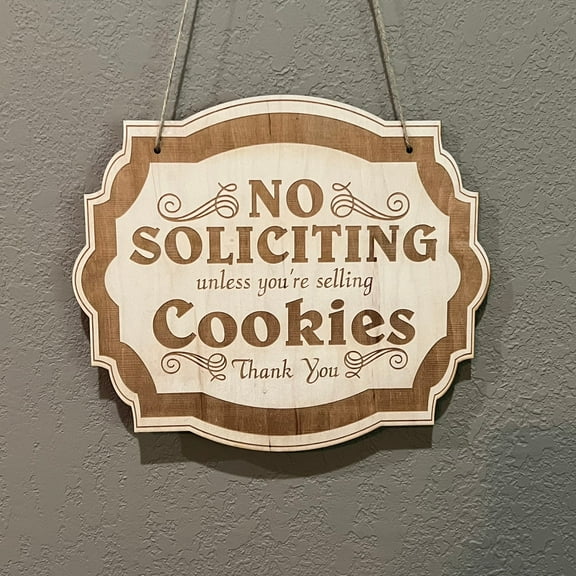 NO
SOLICITING
unless you're selling
Cookies
Thank You